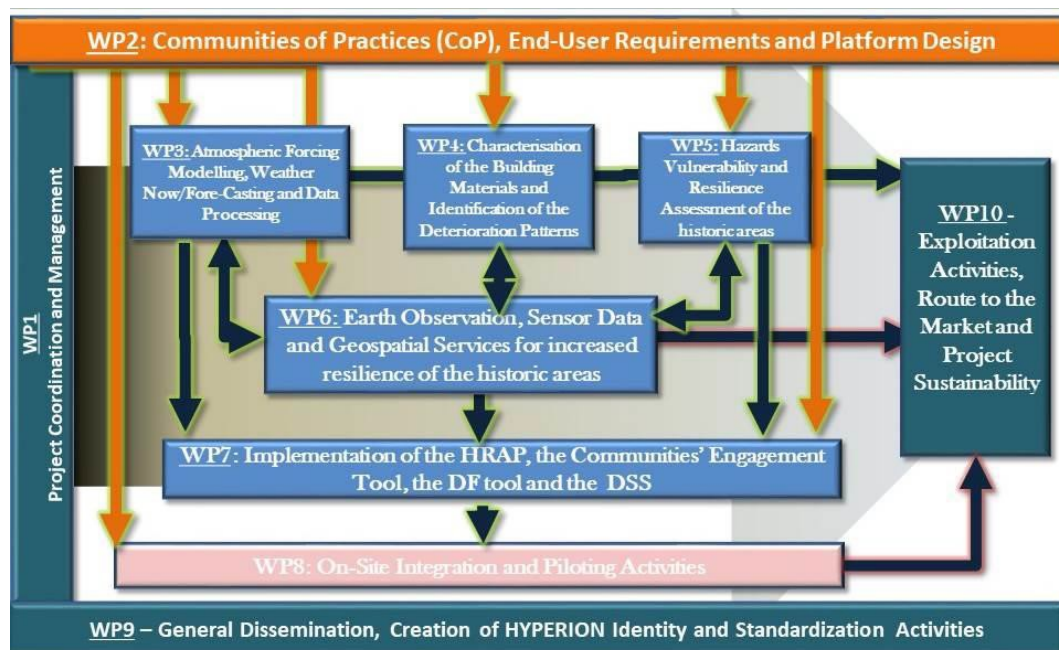 WP2: Communities of Practices (CoP), End-User Requirements and Platform Design
WP1
Project Coordination and Management
WP3: Atmospheric Forcing
Modelling, Weather
Now/Fore-Casting and Data
Processing
WP4: Characterisation
of the Building
Materials and
Identification of the
Deterioration Patterns
WP5: Hazards
Vulnerability and
Resilience
Assessment of the
historic areas
WP10 -
Exploitation
Activities,
Route to the
Market and
Project
Sustainability
WP6: Earth Observation, Sensor Data
and Geospatial Services for increased
resilience of the historic areas
WP7: Implementation of the HRAP, the Communities' Engagement
Tool, the DF tool and the DSS
WP8: On-Site Integration and Piloting Activities
WP9 – General Dissemination, Creation of HYPERION Identity and Standardization Activities